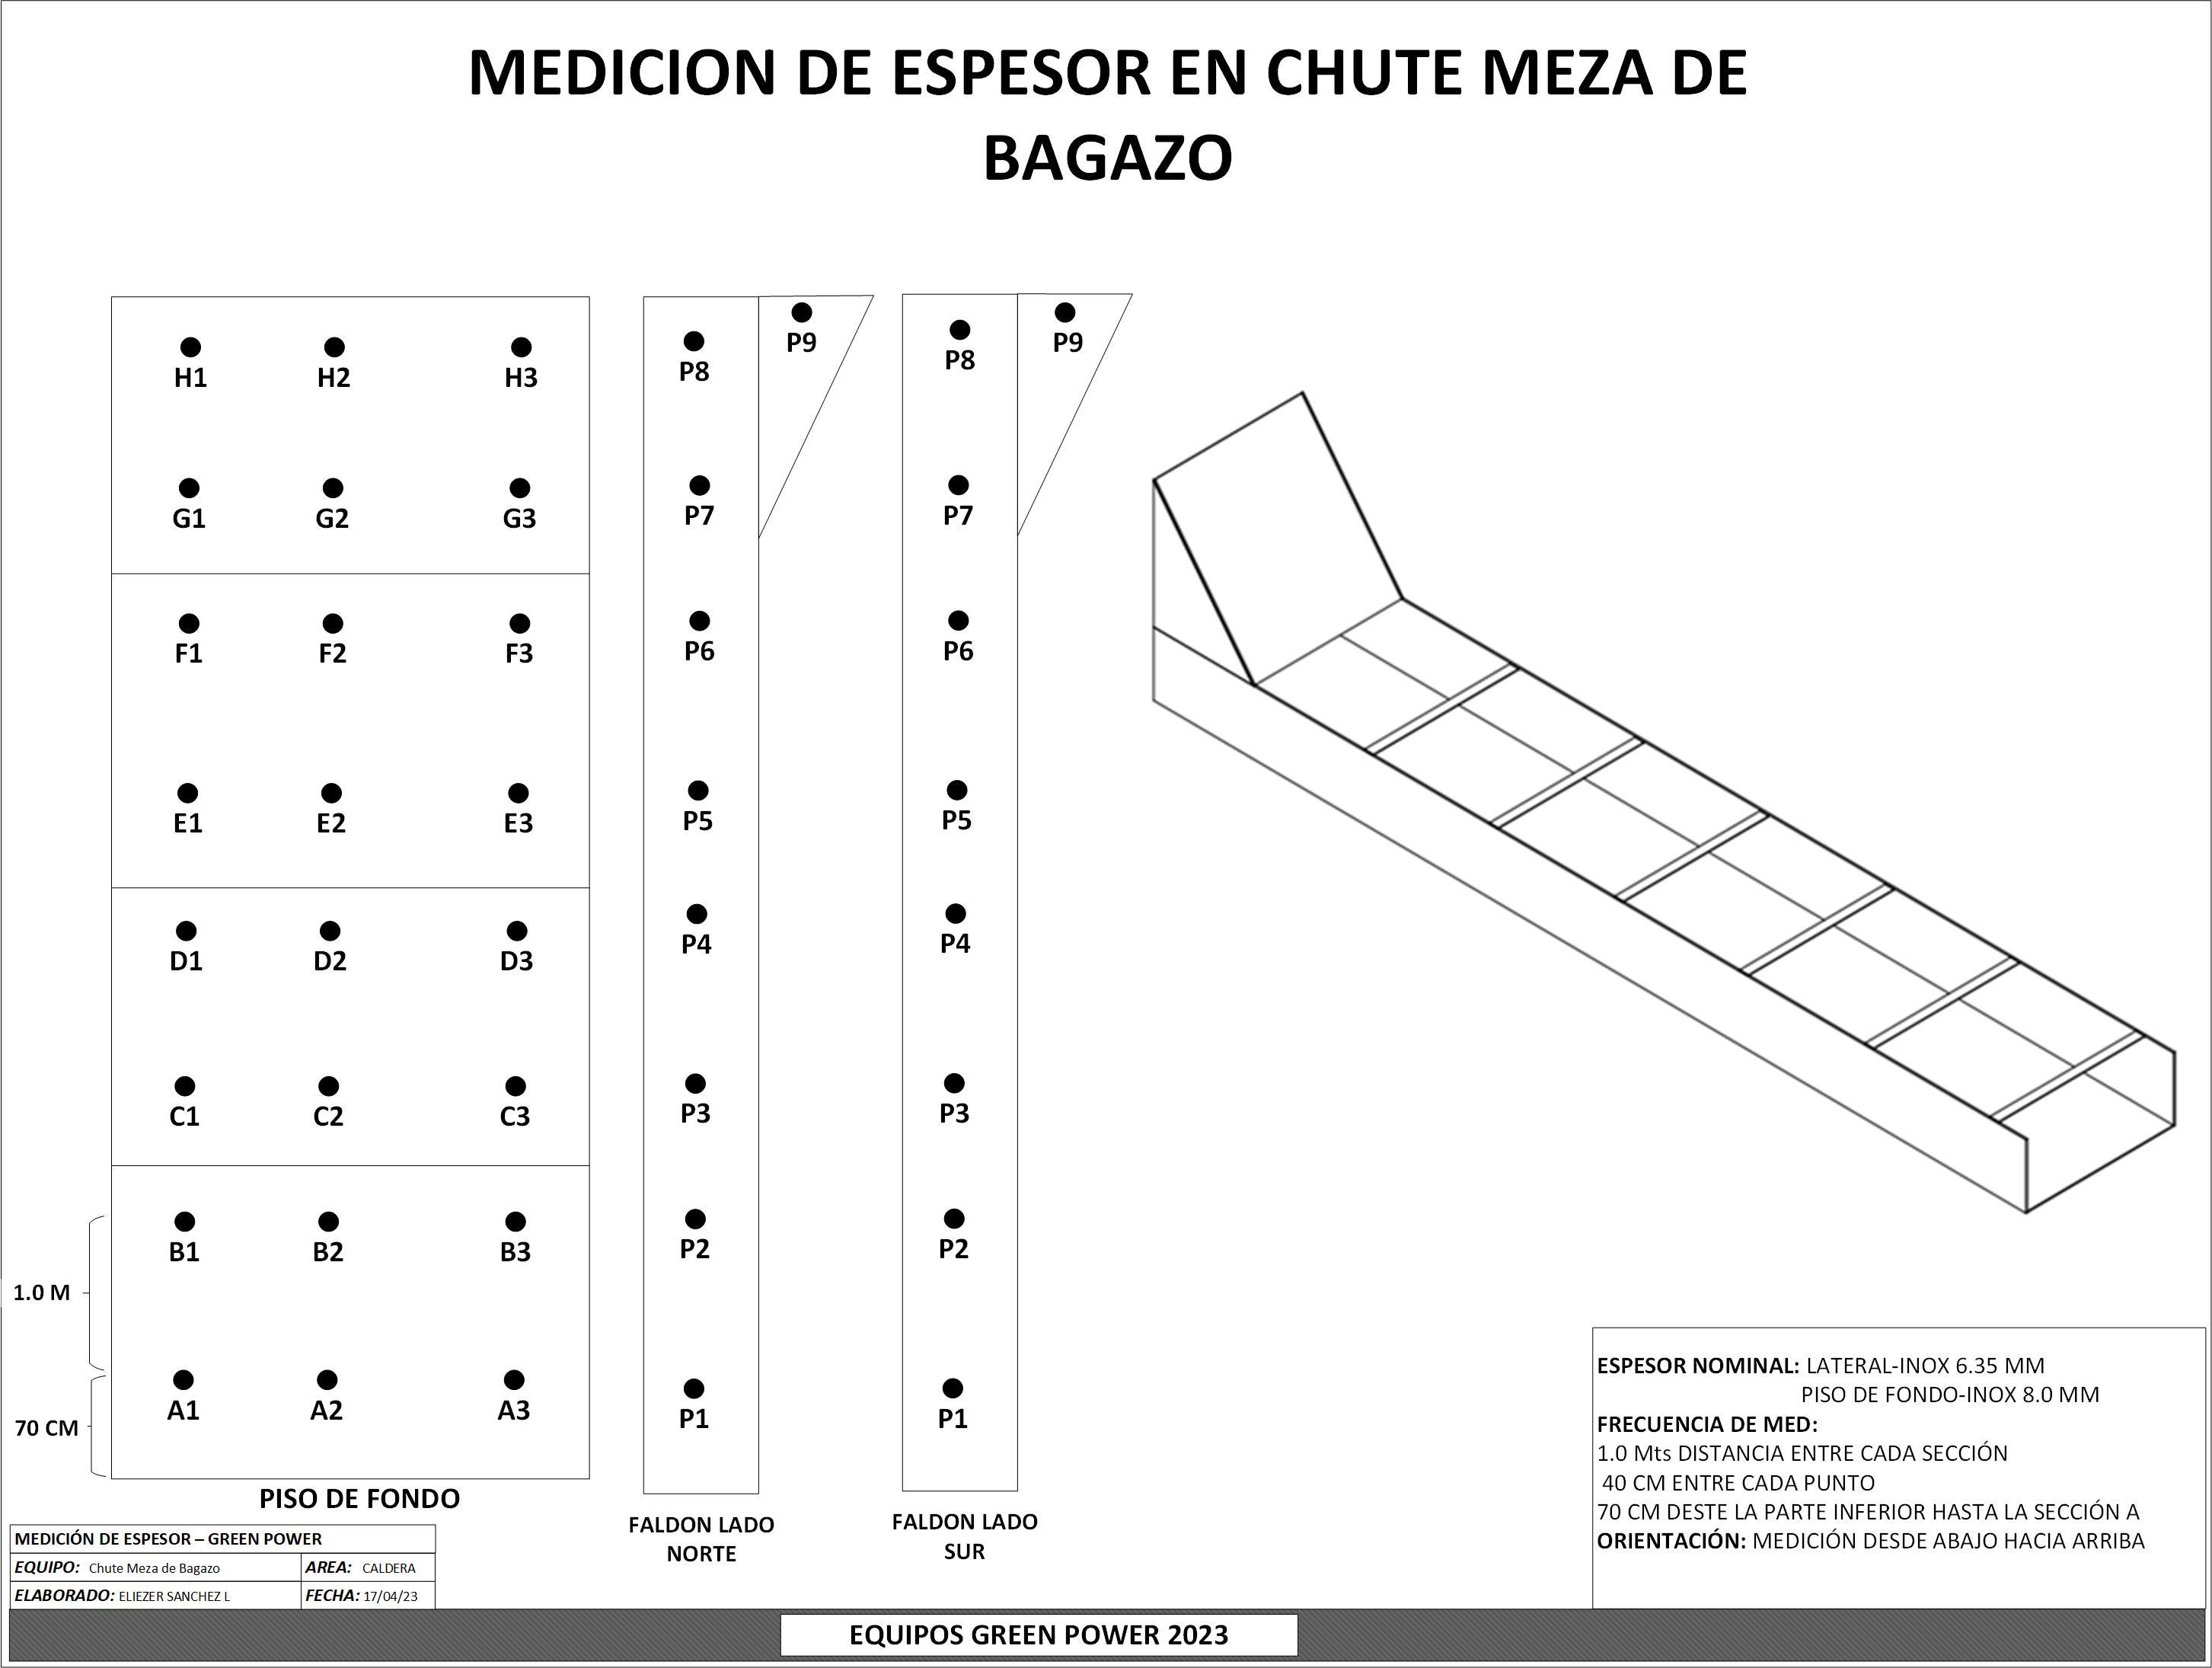 MEDICION DE ESPESOR EN CHUTE MEZA DE
BAGAZO
H1 H2 H3
G1 G2 G3
F1 F2 F3
E1 E2 E3
D1 D2 D3
C1 C2 C3
B1 B2 B3
1.0 M
A1 A2 A3
70 CM
PISO DE FONDO
P9
P8
P7
P6
P5
P4
P3
P2
P1
FALDON LADO
NORTE
P9
P8
P7
P6
P5
P4
P3
P2
P1
FALDON LADO
SUR
ESPESOR NOMINAL: LATERAL-INOX 6.35 MM
PISO DE FONDO-INOX 8.0 MM
FRECUENCIA DE MED:
1.0 Mts DISTANCIA ENTRE CADA SECCIÓN
40 CM ENTRE CADA PUNTO
70 CM DESTE LA PARTE INFERIOR HASTA LA SECCIÓN A
ORIENTACIÓN: MEDICIÓN DESDE ABAJO HACIA ARRIBA
MEDICIÓN DE ESPESOR – GREEN POWER
EQUIPO: Chute Meza de Bagazo AREA: CALDERA
ELABORADO: ELIEZER SANCHEZ L FECHA: 17/04/23
EQUIPOS GREEN POWER 2023